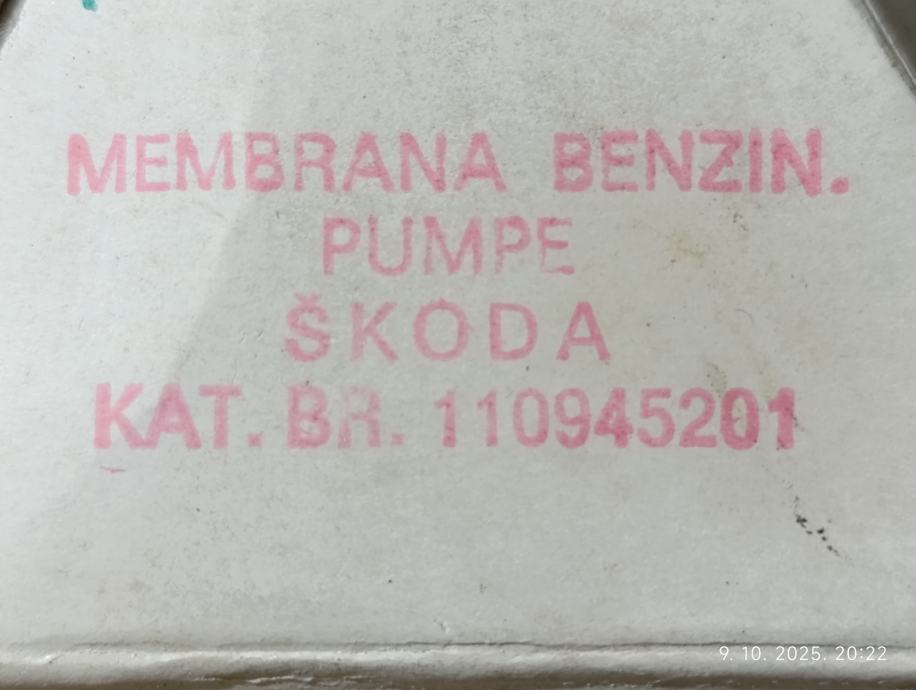 MEMBRANA BENZIN.
PUMPE
ŠKODA
KAT. BR. 110945201
9. 10. 2025. 20:22